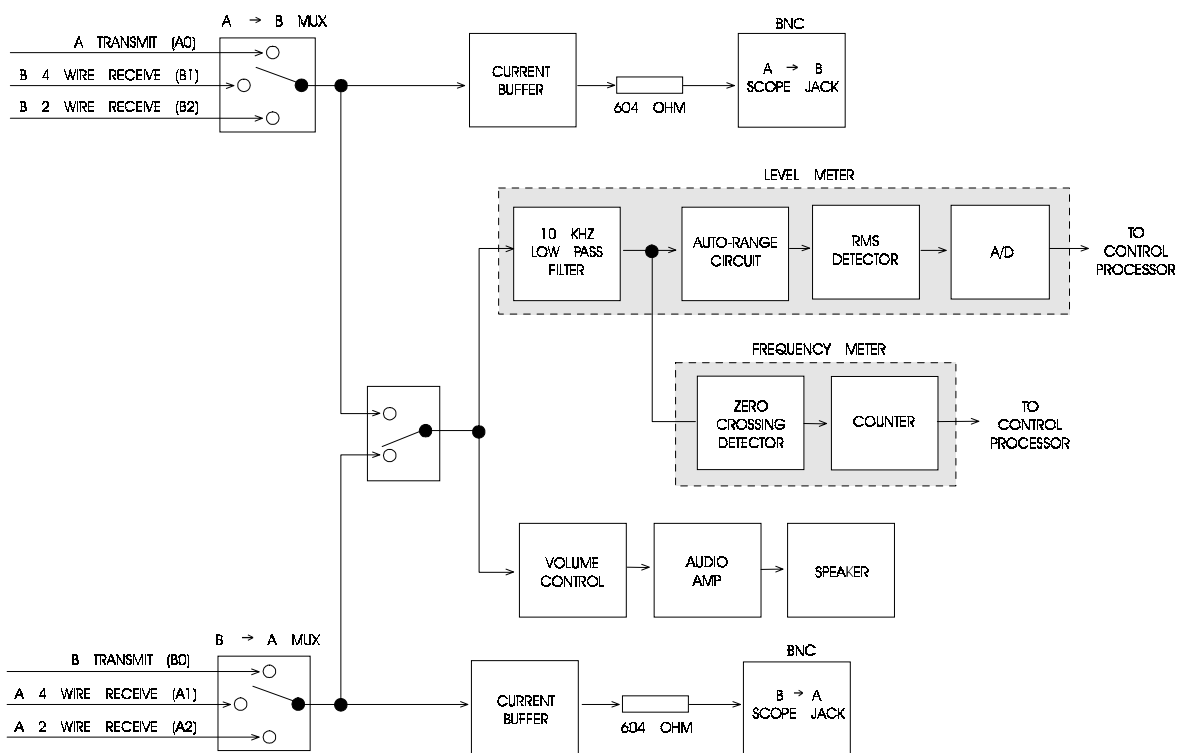 A → B MUX
A TRANSMIT (A0)
B 4 WIRE RECEIVE (B1)
B 2 WIRE RECEIVE (B2)
CURRENT
BUFFER
604 OHM
BNC
A → B
SCOPE JACK
LEVEL METER
10 KHZ
LOW PASS
FILTER
AUTO-RANGE
CIRCUIT
RMS
DETECTOR
A/D
TO
CONTROL
PROCESSOR
FREQUENCY METER
ZERO
CROSSING
DETECTOR
COUNTER
TO
CONTROL
PROCESSOR
VOLUME
CONTROL
AUDIO
AMP
SPEAKER
B → A MUX
B TRANSMIT (B0)
A 4 WIRE RECEIVE (A1)
A 2 WIRE RECEIVE (A2)
CURRENT
BUFFER
604 OHM
BNC
B → A
SCOPE JACK